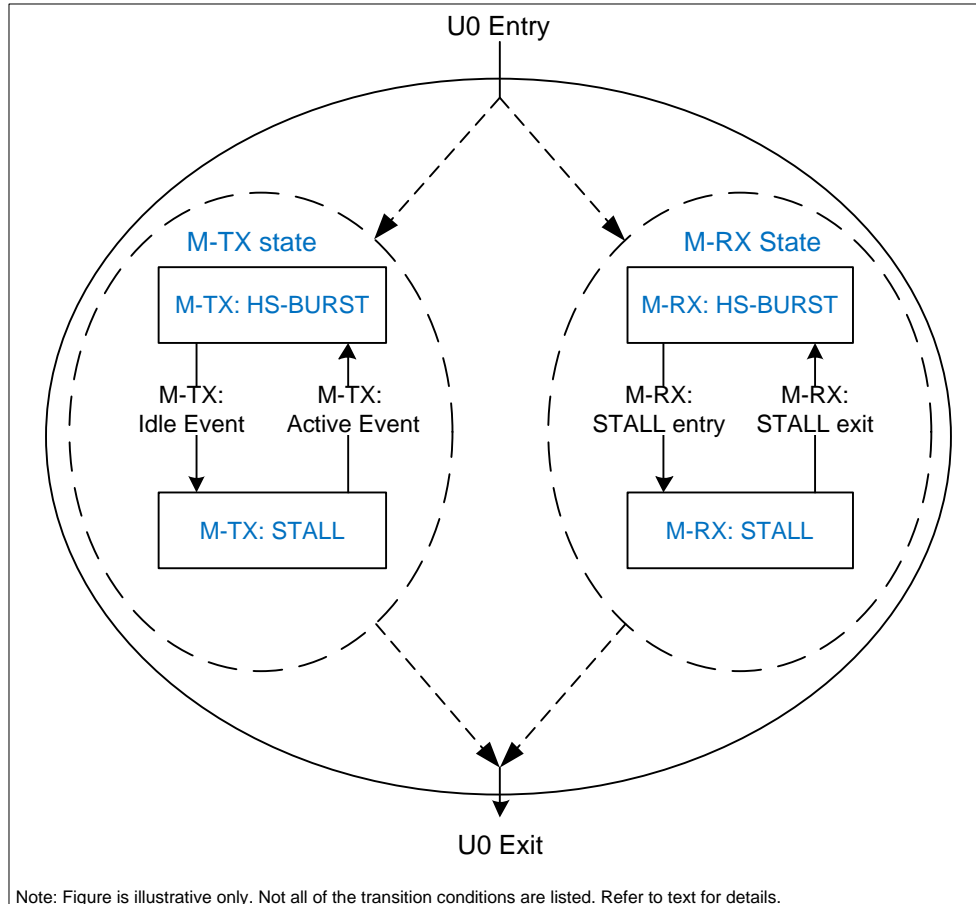 U0 Entry
M-TX state
M-TX: HS-BURST
M-TX:
Idle Event
M-TX:
Active Event
M-TX: STALL
M-RX State
M-RX: HS-BURST
M-RX:
STALL entry
M-RX:
STALL exit
M-RX: STALL
U0 Exit
Note: Figure is illustrative only. Not all of the transition conditions are listed. Refer to text for details.